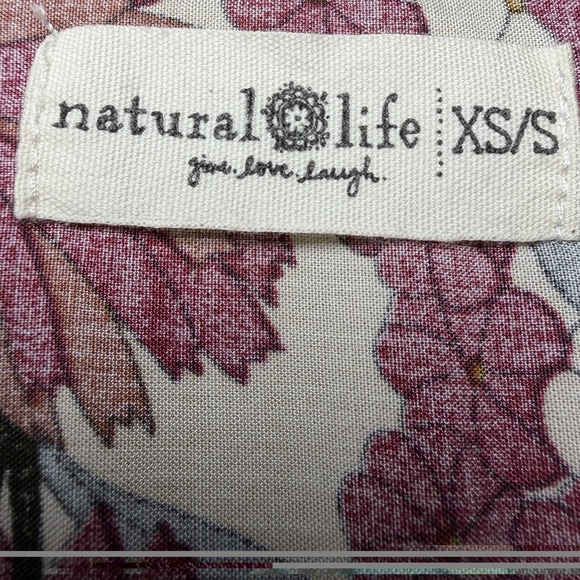 natural life XS/S
give. love. laugh.